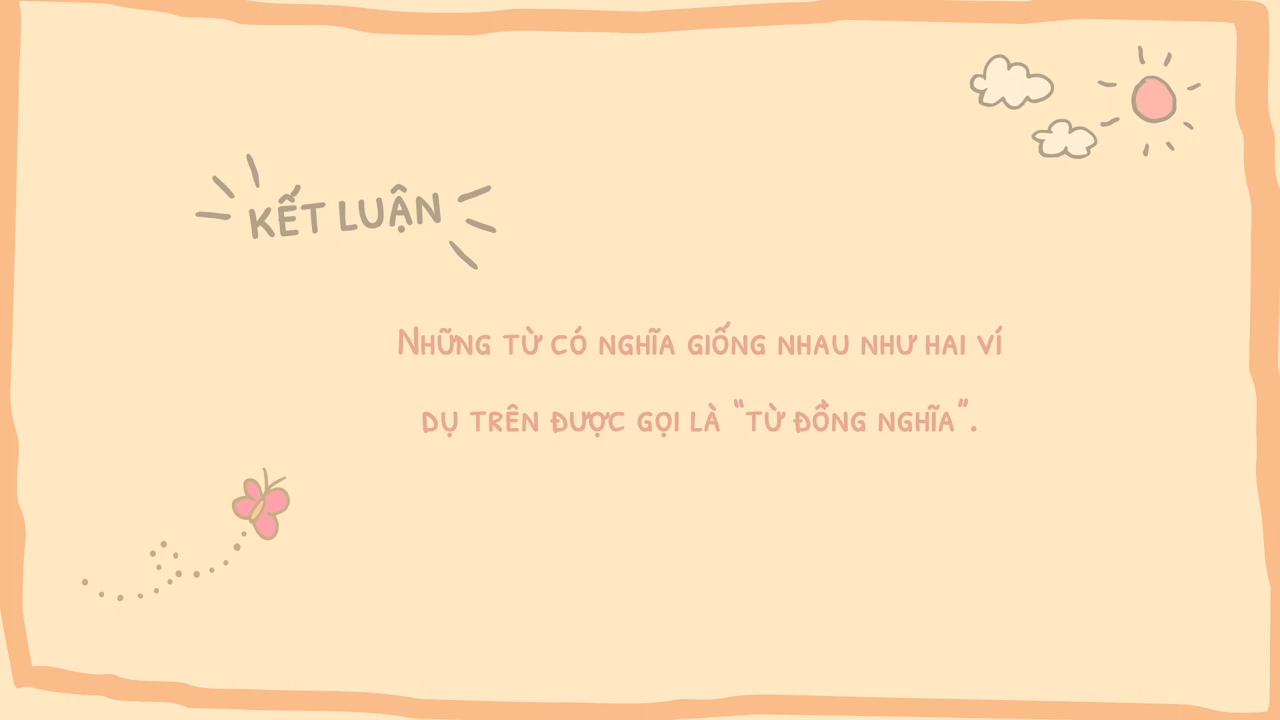 KẾT LUẬN
Những từ có nghĩa giống nhau như hai ví
dụ trên được gọi là “từ đồng nghĩa”.